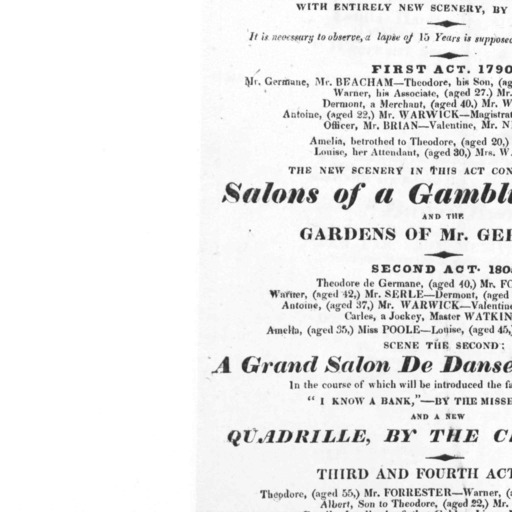 WITH ENTIRELY NEW SCENERY, BY
It is necessary to observe, a lapse of 15 Years is supposed
FIRST ACT. 1790
Mr. Germane, Mr. BEACHAM—Theodore, his Son,
Warner, his Associate, (aged 27.) Mr.
Dermont, a Merchant, (aged 40,) Mr. W
Antoine, (aged 22,) Mr. WARWICK—Magistrat
Officer, Mr. BRIAN—Valentine, Mr. N
Amelia, betrothed to Theodore, (aged 20,)
Louise, her Attendant, (aged 30,) Mrs. W
THE NEW SCENERY IN THIS ACT CON
Salons of a Gambl
AND THE
GARDENS OF Mr. GER
SECOND ACT. 180
Theodore de Germane, (aged 40,) Mr. FO
Warner, (aged 42,) Mr. SERLE—Dermont, (aged
Antoine, (aged 37,) Mr. WARWICK—Valentine
Carles, a Jockey, Master WATKIN
Amelia, (aged 35,) Miss POOLE—Louise, (aged 45,
SCENE THE SECOND;
A Grand Salon De Danse
In the course of which will be introduced the fa
" I KNOW A BANK,"—BY THE MISSE
AND A NEW
QUADRILLE, BY THE C
THIRD AND FOURTH ACT
Theodore, (aged 55,) Mr. FORRESTER—Warner, (
Albert, Son to Theodore, (aged 22,) Mr.